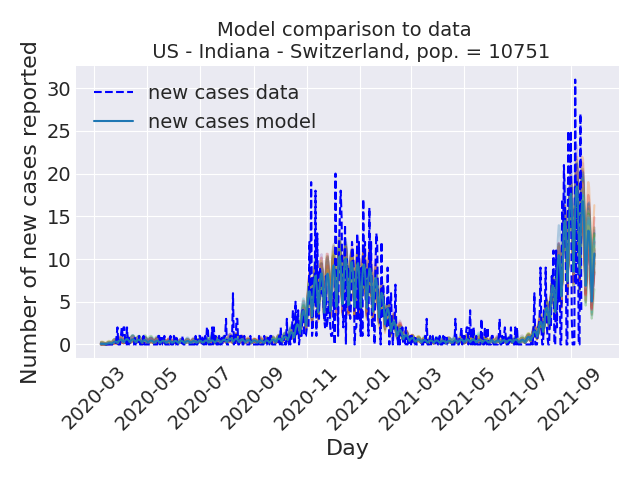 Model comparison to data
US - Indiana - Switzerland, pop. = 10751
Number of new cases reported
30
25
20
15
10
5
0
new cases data
new cases model
2020-03
2020-05
2020-07
2020-09
2020-11
2021-01
2021-03
2021-05
2021-07
2021-09
Day